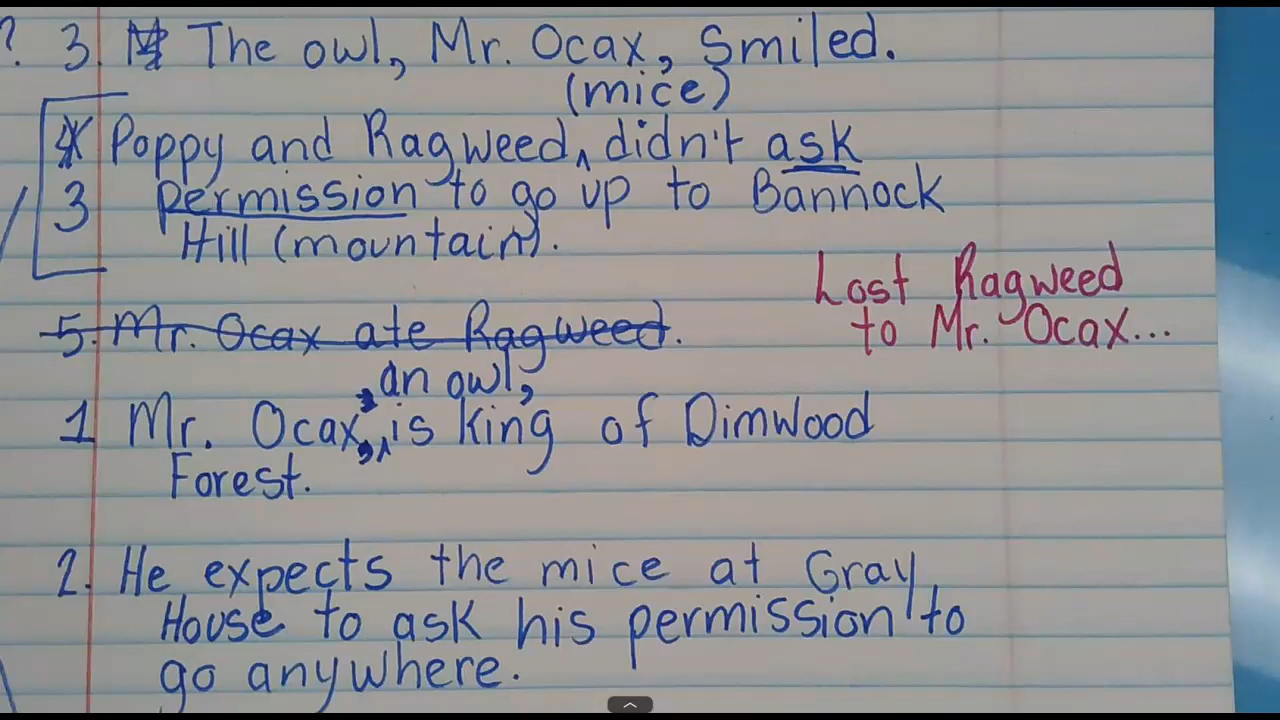 ? 3. The owl, Mr. Ocax, Smiled.
(mice)
Poppy and Ragweed, didn't ask
3 permission to go up to Bannock
Hill (mountain).
Lost Ragweed
5. Mr. Ocax ate Ragweed.
to Mr. Ocax...
, an owl,
1 Mr. Ocax, is King of Dimwood
Forest.
2. He expects the mice at Gray
House to ask his permission to
go anywhere.